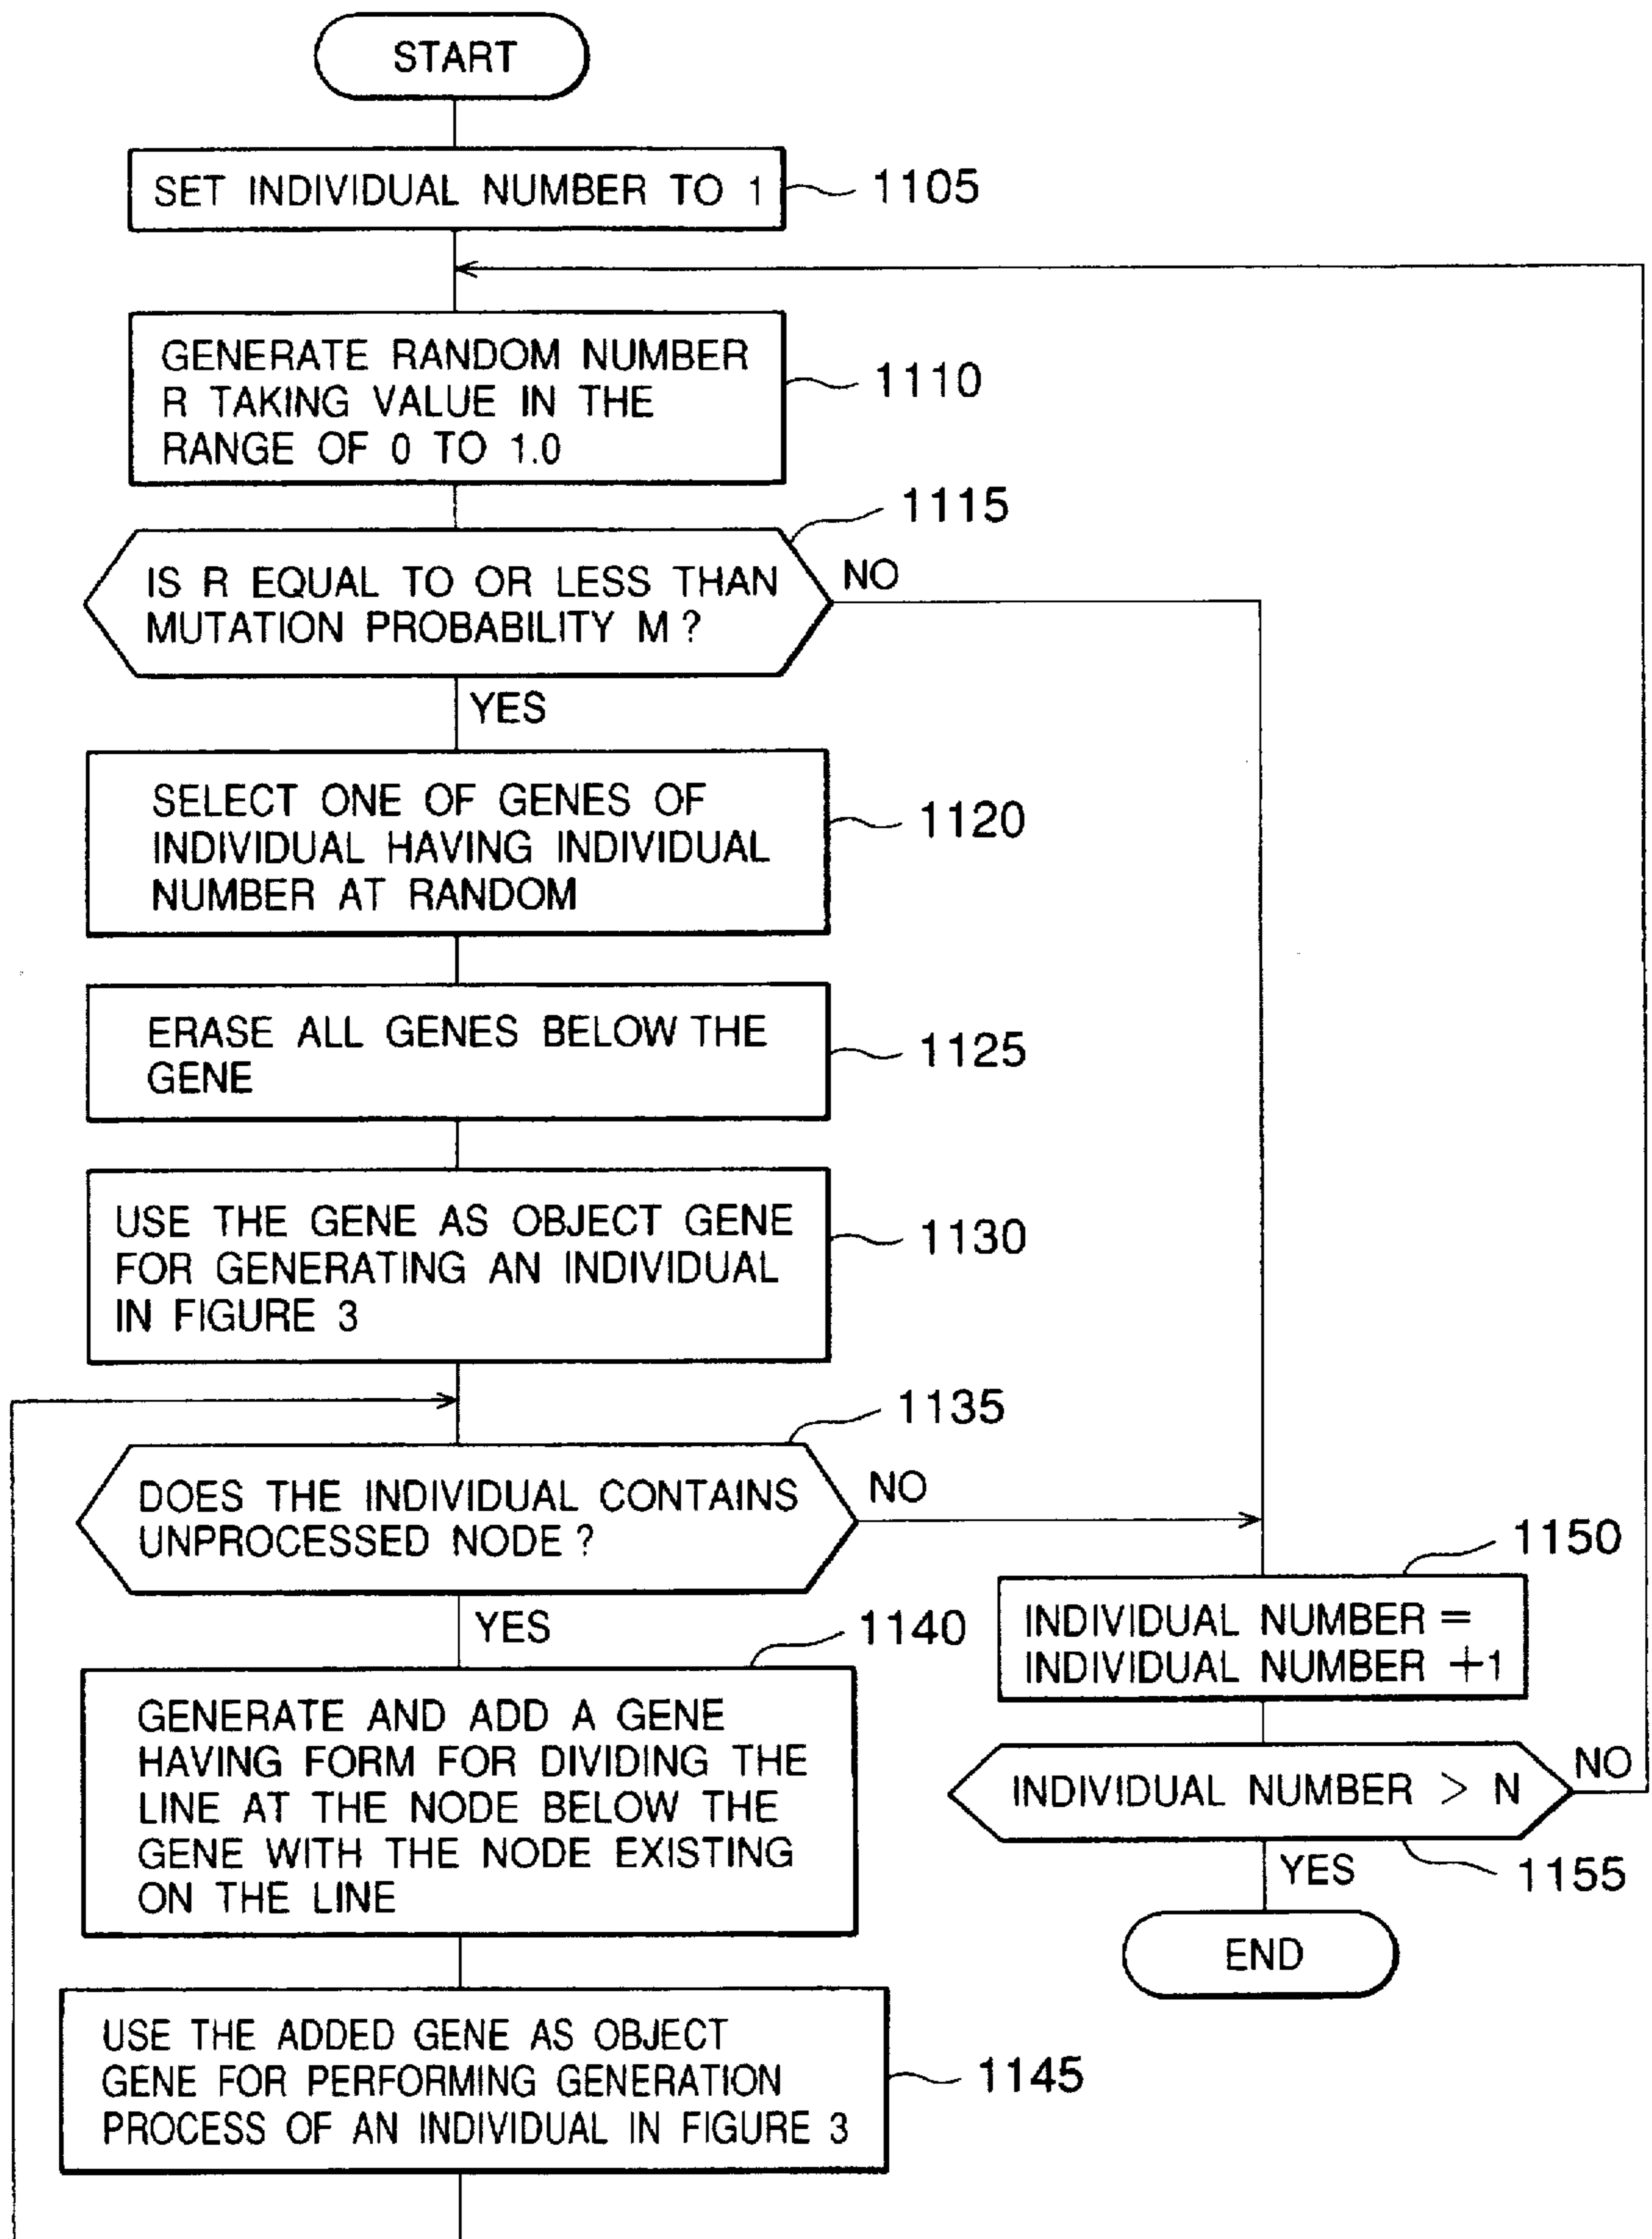 START
SET INDIVIDUAL NUMBER TO 1
1105
GENERATE RANDOM NUMBER
R TAKING VALUE IN THE
RANGE OF 0 TO 1.0
1110
1115
IS R EQUAL TO OR LESS THAN
MUTATION PROBABILITY M ?
NO
YES
SELECT ONE OF GENES OF
INDIVIDUAL HAVING INDIVIDUAL
NUMBER AT RANDOM
1120
ERASE ALL GENES BELOW THE
GENE
1125
USE THE GENE AS OBJECT GENE
FOR GENERATING AN INDIVIDUAL
IN FIGURE 3
1130
1135
DOES THE INDIVIDUAL CONTAINS
UNPROCESSED NODE ?
NO
YES
1140
GENERATE AND ADD A GENE
HAVING FORM FOR DIVIDING THE
LINE AT THE NODE BELOW THE
GENE WITH THE NODE EXISTING
ON THE LINE
USE THE ADDED GENE AS OBJECT
GENE FOR PERFORMING GENERATION
PROCESS OF AN INDIVIDUAL IN FIGURE 3
1145
1150
INDIVIDUAL NUMBER =
INDIVIDUAL NUMBER +1
INDIVIDUAL NUMBER > N
NO
1155
YES
END